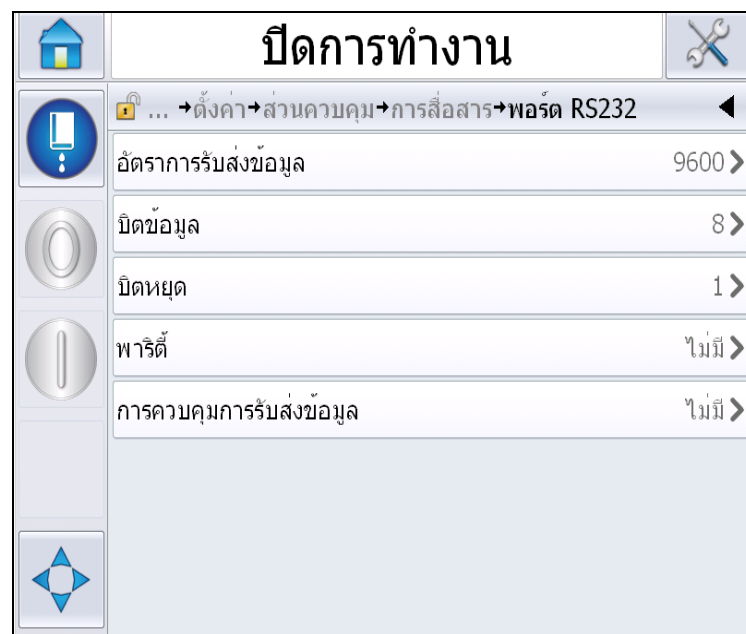 ปิดการทำงาน
... →ตั้งค่า→ส่วนควบคุม→การสื่อสาร→พอร์ต RS232
อัตราการรับส่งข้อมูล 9600
บิตข้อมูล 8
บิตหยุด 1
พาริตี้ ไม่มี
การควบคุมการรับส่งข้อมูล ไม่มี